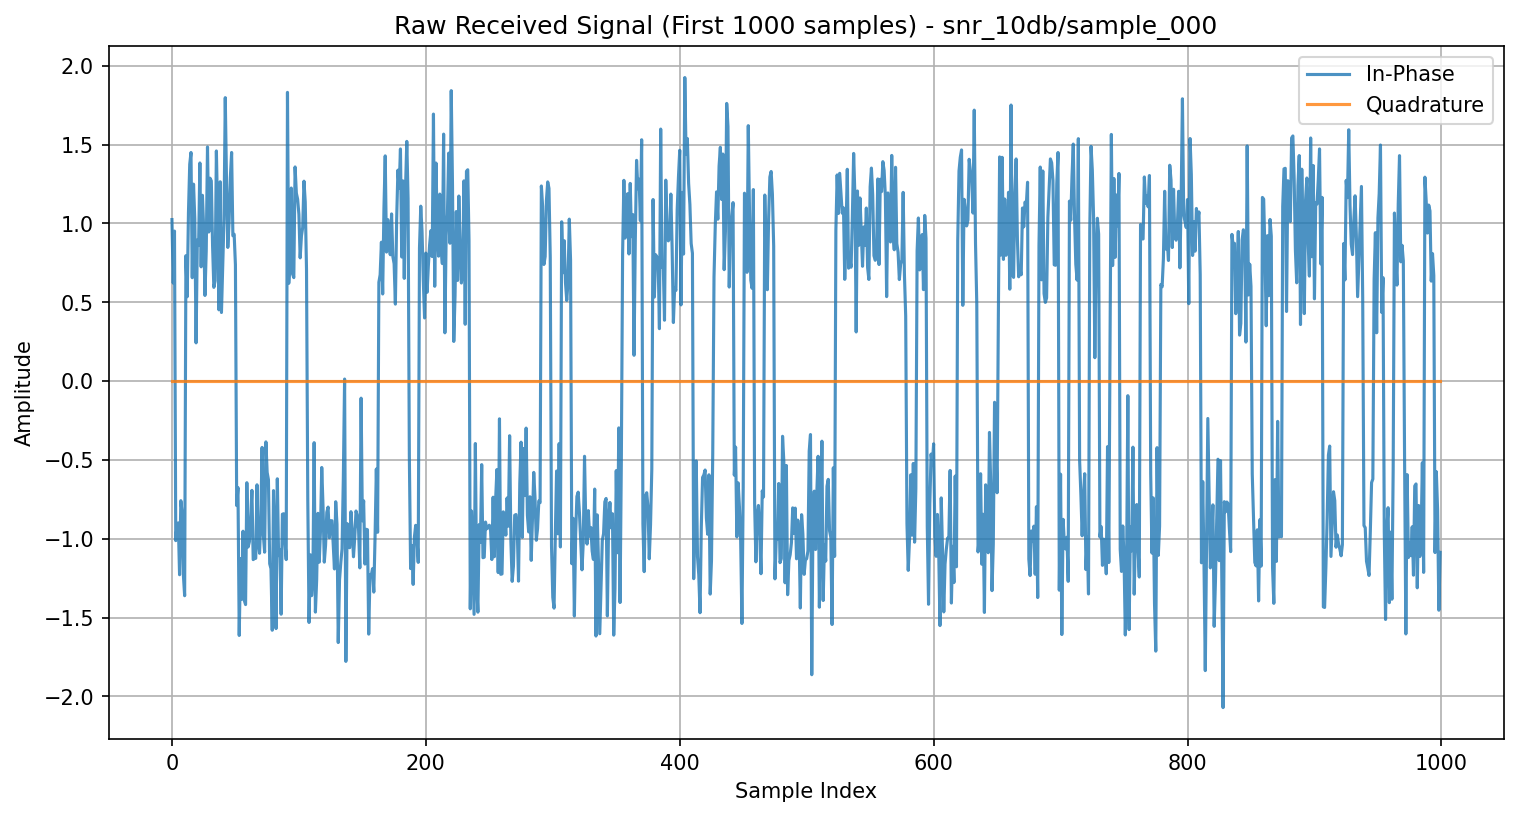 Raw Received Signal (First 1000 samples) - snr_10db/sample_000
In-Phase
Quadrature
2.0
1.5
1.0
0.5
0.0
−0.5
−1.0
−1.5
−2.0
Amplitude
0 200 400 600 800 1000
Sample Index